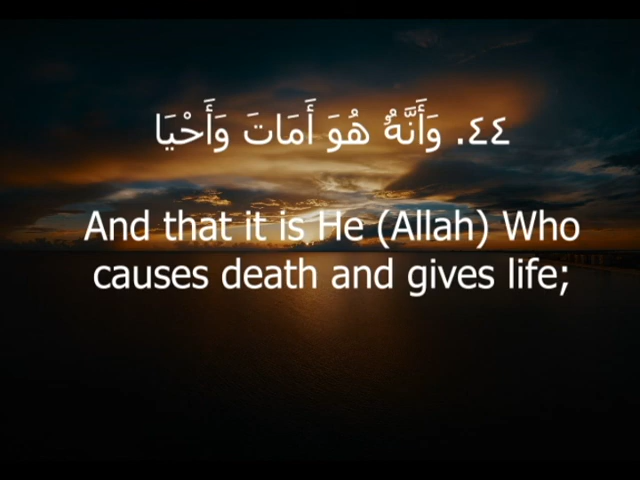 ٤٤. وَأَنَّهُ هُوَ أَمَاتَ وَأَحْيَا
And that it is He (Allah) Who
causes death and gives life;